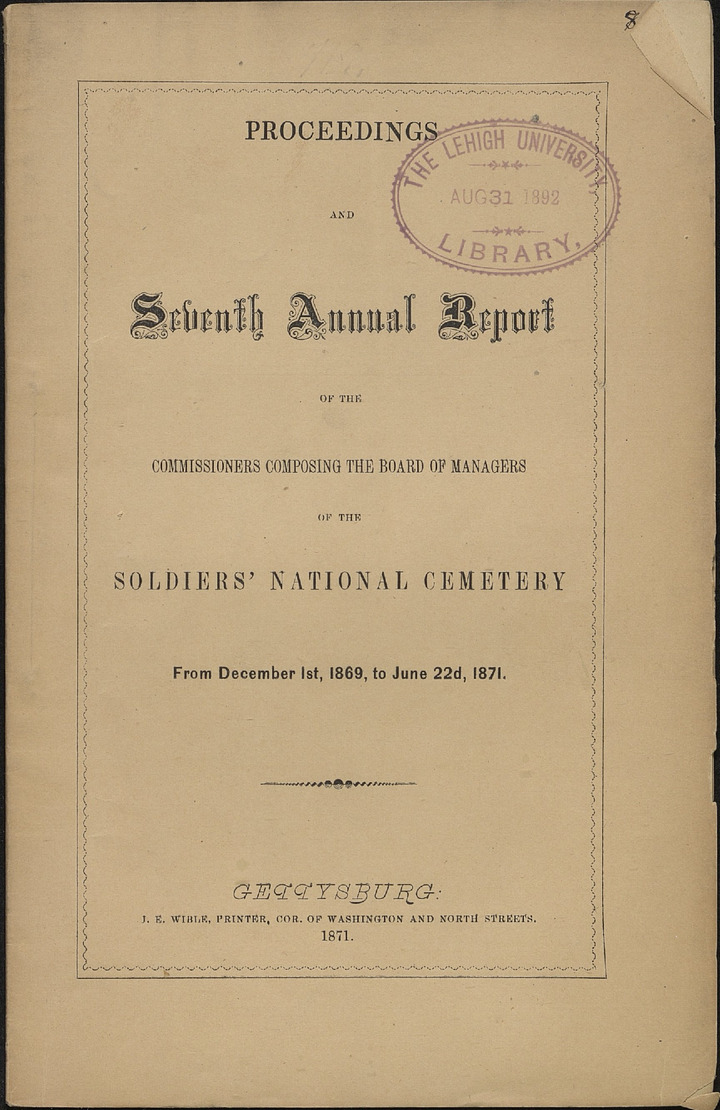 8
PROCEEDINGS
THE LEHIGH UNIVERSITY
AUG 31 1892
LIBRARY,
AND
Seventh Annual Report
OF THE
COMMISSIONERS COMPOSING THE BOARD OF MANAGERS
OF THE
SOLDIERS' NATIONAL CEMETERY
From December 1st, 1869, to June 22d, 1871.
GETTYSBURG:
J. E. WIBLE, PRINTER, COR. OF WASHINGTON AND NORTH STREETS.
1871.